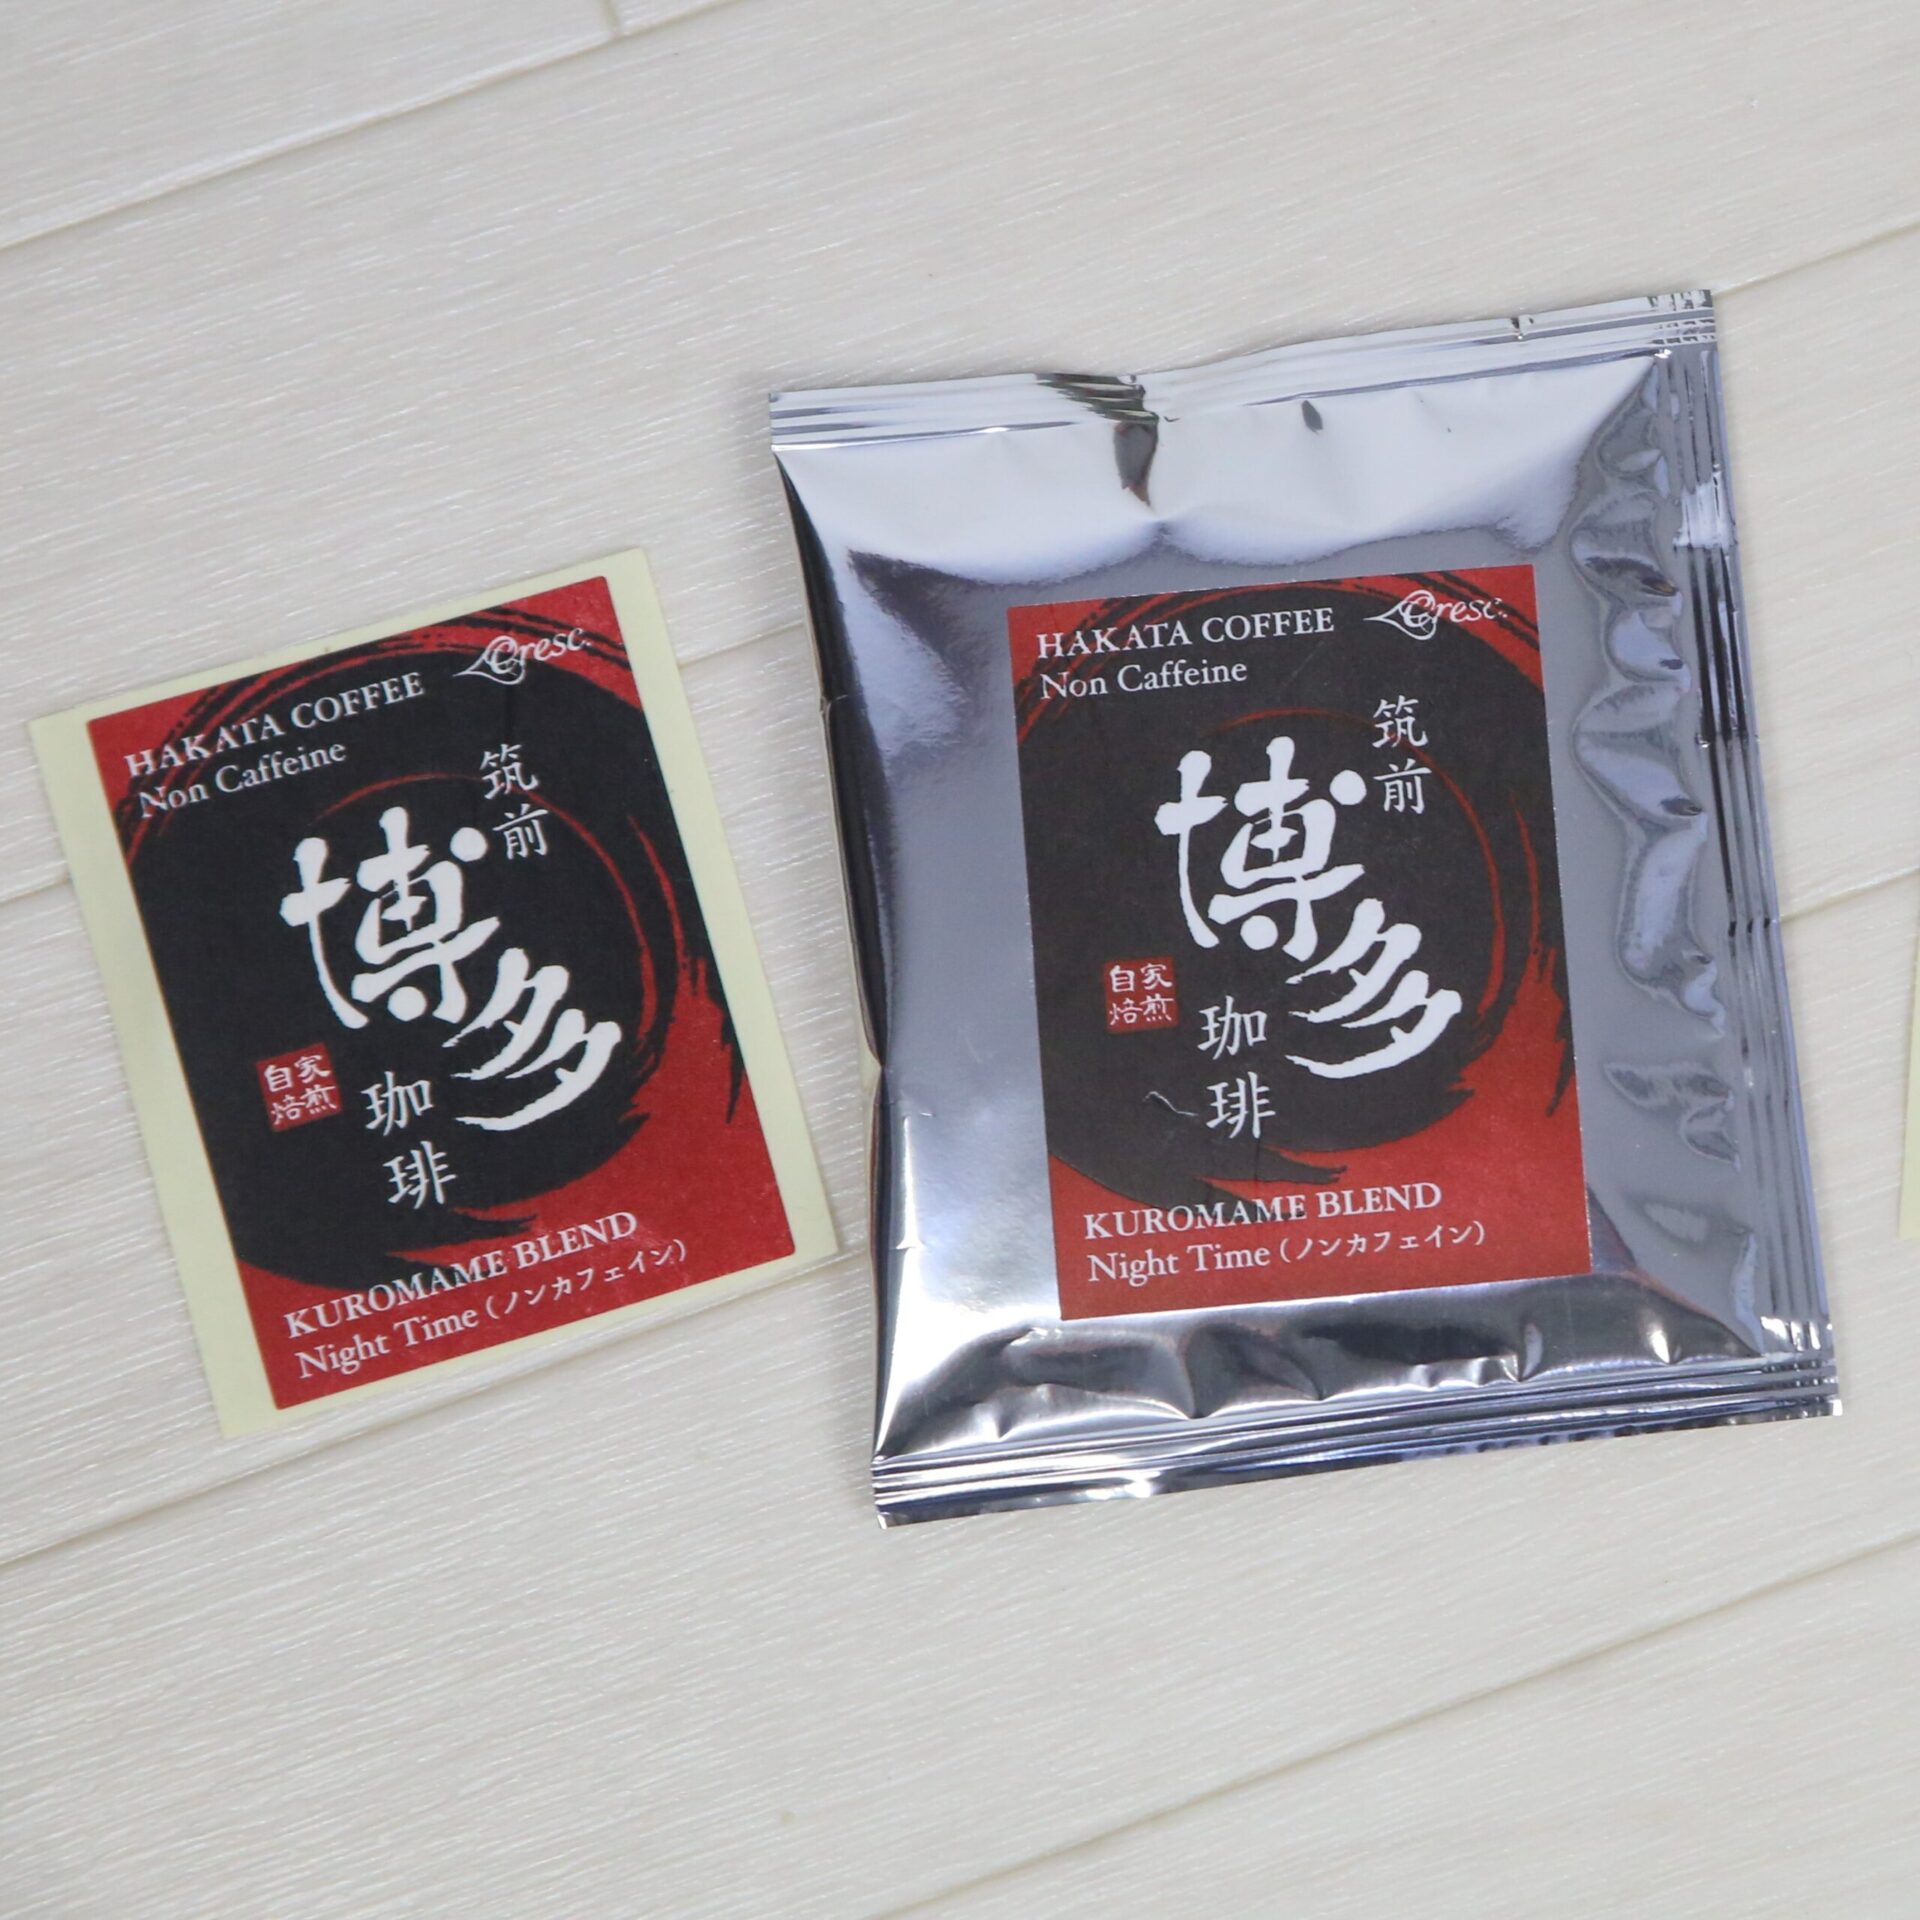 HAKATA COFFEE
Cresc.
Non Caffeine
筑前
博多
珈琲
自家
焙煎
KUROMAME BLEND
Night Time (ノンカフェイン)
HAKATA COFFEE
Cresc.
Non Caffeine
筑前
博多
珈琲
自家
焙煎
KUROMAME BLEND
Night Time (ノンカフェイン)